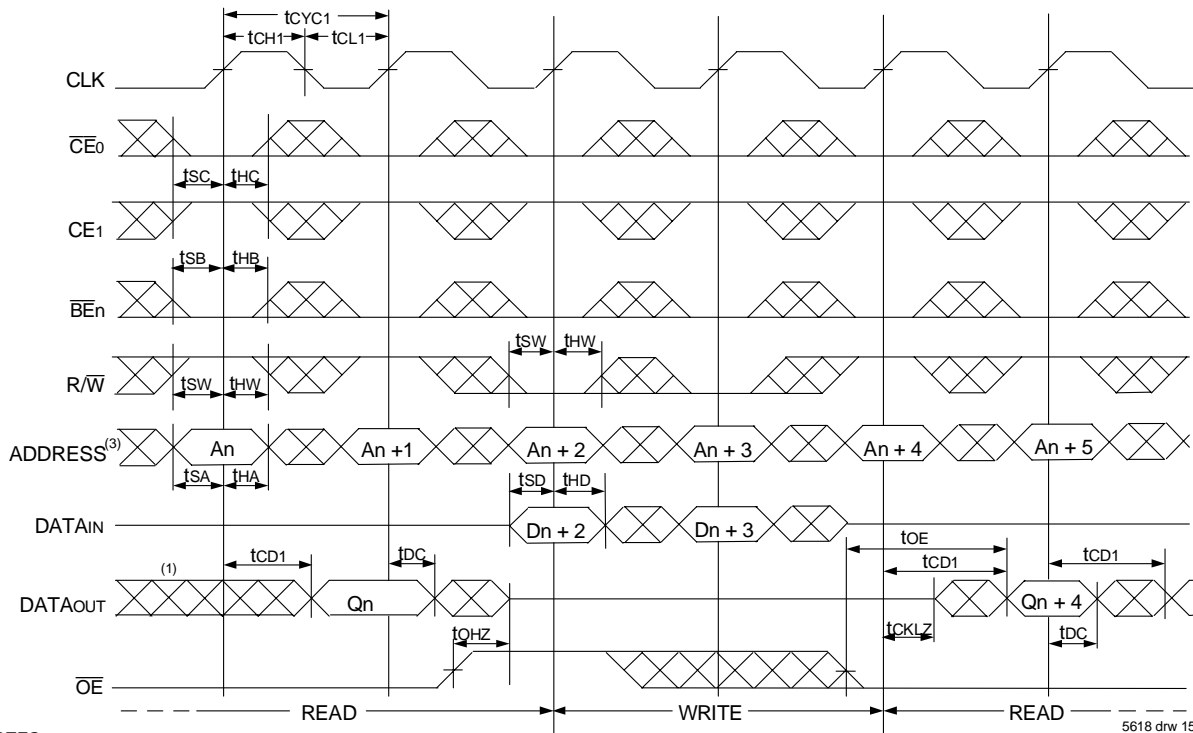 tCYC1
tCH1 tCL1
CLK
CE0
tSC tHC
CE1
tSB tHB
BEn
tSW tHW
R/W
tSW tHW
ADDRESS(3) An An +1 An + 2 An + 3 An + 4 An + 5
tSA tHA tSD tHD
DATAIN Dn + 2 Dn + 3
tOE
(1) tCD1 tDC tCD1 tCD1
DATAOUT Qn Qn + 4
tOHZ tCKLZ tDC
OE
READ WRITE READ
5618 drw 15